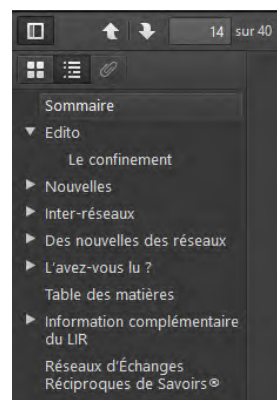 14 sur 40
Sommaire
Edito
Le confinement
Nouvelles
Inter-réseaux
Des nouvelles des réseaux
L'avez-vous lu ?
Table des matières
Information complémentaire
du LIR
Réseaux d'Échanges
Réciproques de Savoirs®